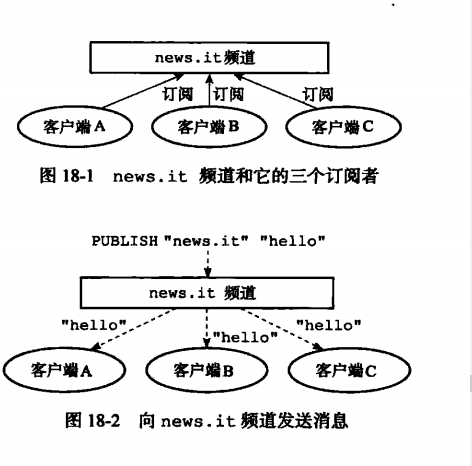 news.it频道
订阅 订阅 订阅
客户端A 客户端B 客户端C
图 18-1 news.it 频道和它的三个订阅者
PUBLISH "news.it" "hello"
news.it 频道
"hello" "hello" "hello"
客户端A 客户端B 客户端C
图 18-2 向 news.it 频道发送消息